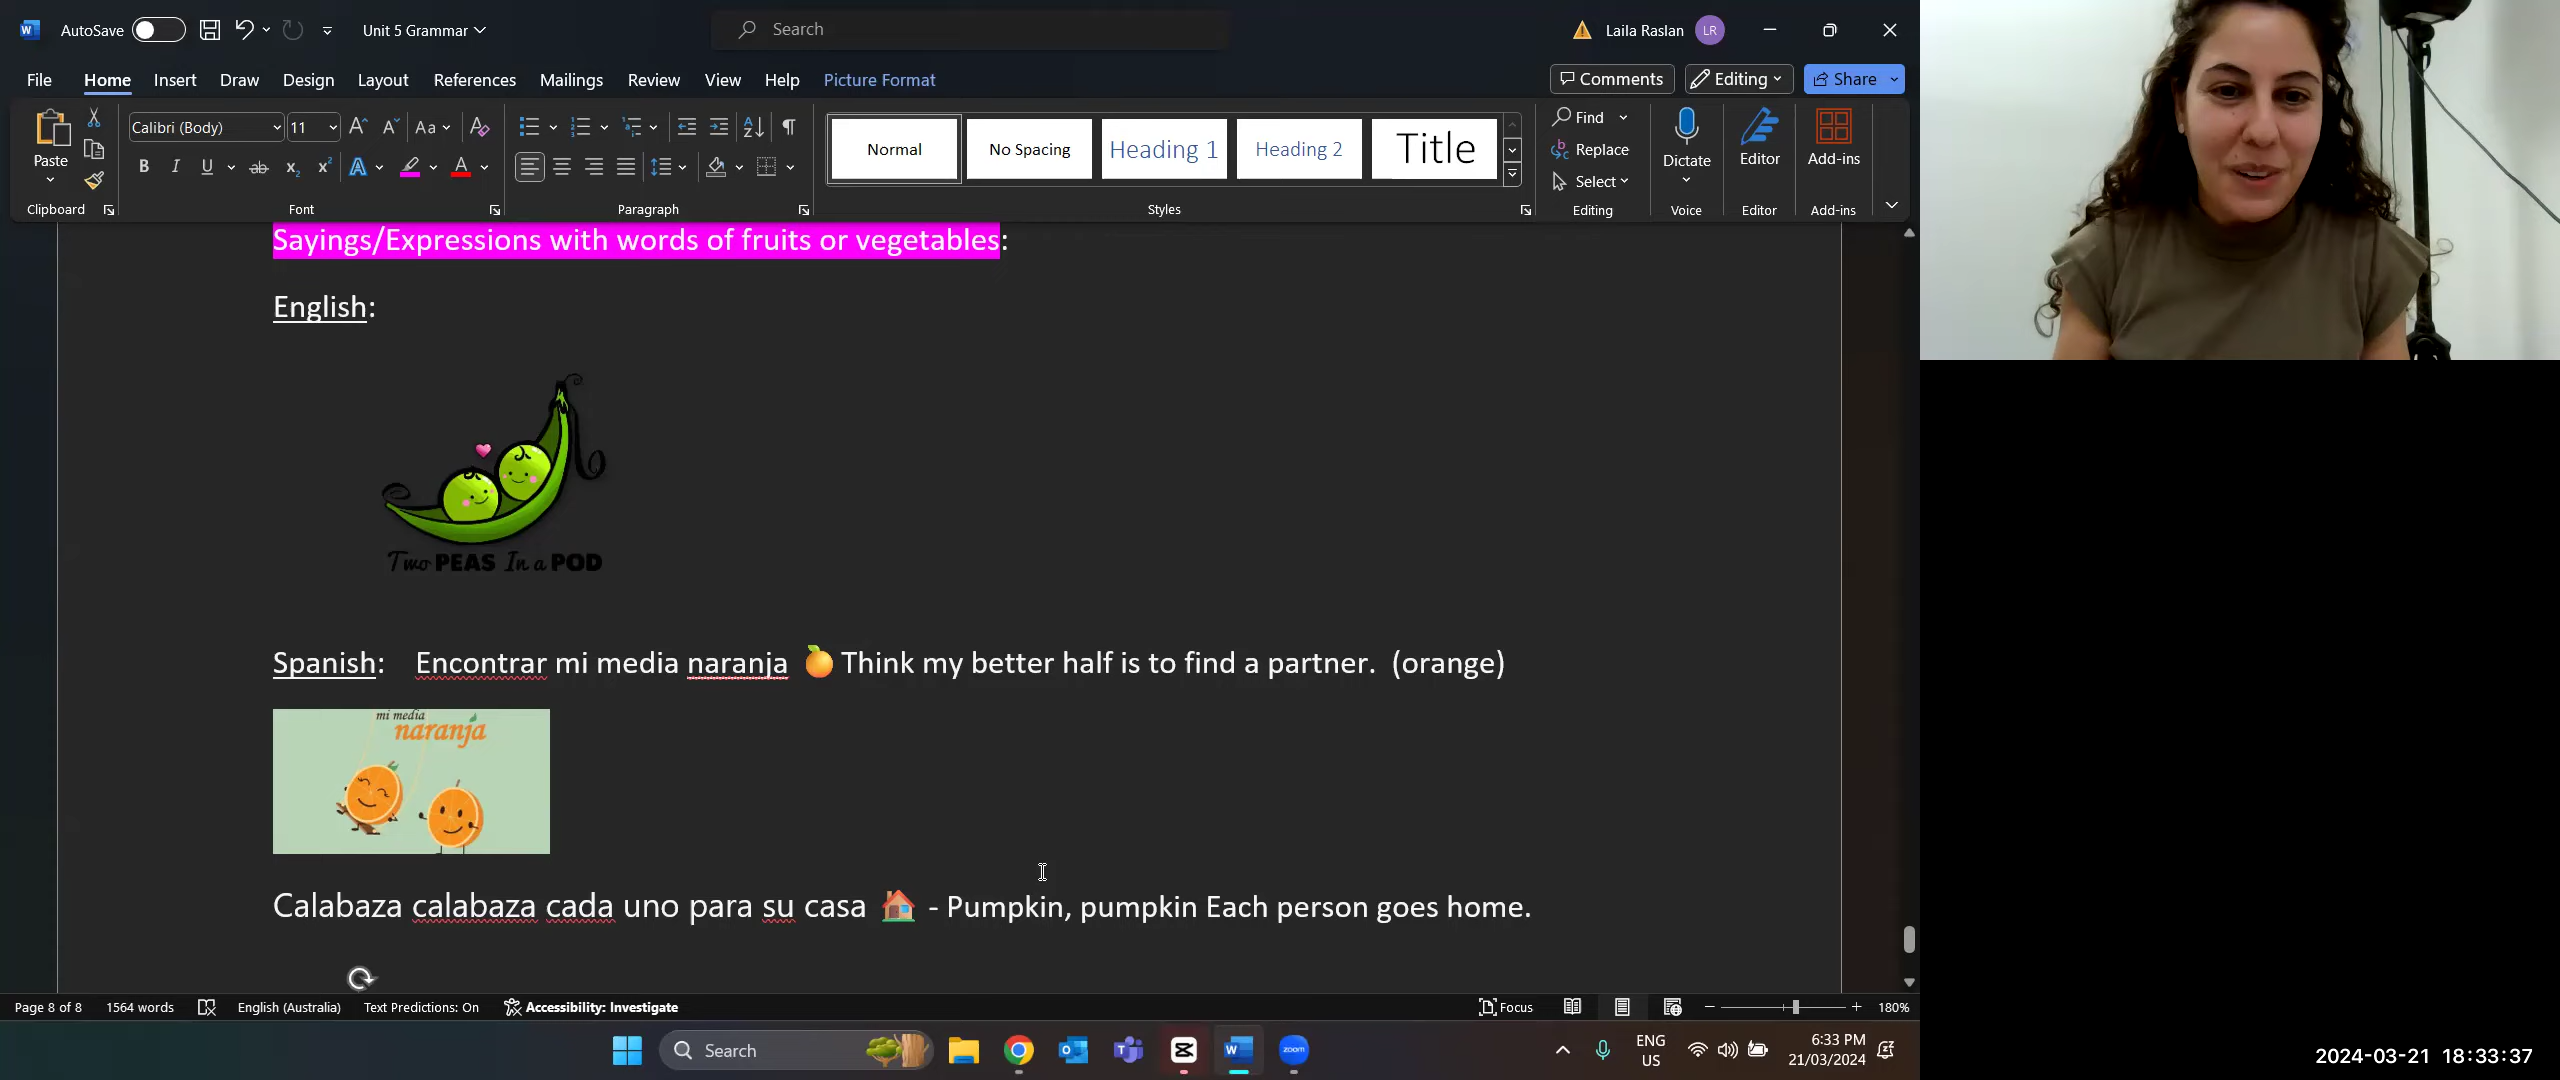 AutoSave
Unit 5 Grammar
Search
Laila Raslan
LR
File Home Insert Draw Design Layout References Mailings Review View Help Picture Format
Comments
Editing
Share
Paste
Calibri (Body)
11
Aa
Normal
No Spacing
Heading 1
Heading 2
Title
Find
Replace
Select
Dictate
Editor
Add-ins
Clipboard
Font
Paragraph
Styles
Editing
Voice
Editor
Add-ins
Sayings/Expressions with words of fruits or vegetables:
English:
Two PEAS In a POD
Spanish: Encontrar mi media naranja 🍊 Think my better half is to find a partner. (orange)
mi media
naranja
Calabaza calabaza cada uno para su casa 🏠 - Pumpkin, pumpkin Each person goes home.
Page 8 of 8
1564 words
English (Australia)
Text Predictions: On
Accessibility: Investigate
Focus
180%
Search
zoom
ENG
US
6:33 PM
21/03/2024
2024-03-21 18:33:37